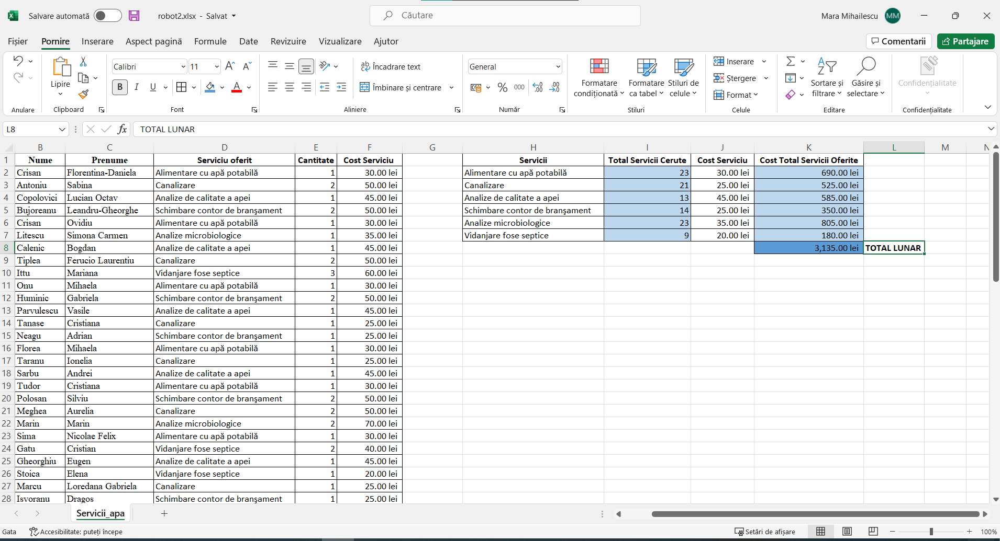 Salvare automată robot2.xlsx - Salvat Căutare Mara Mihailescu MM
Fișier Pornire Inserare Aspect pagină Formule Date Revizuire Vizualizare Ajutor Comentarii Partajare
Lipire Calibri 11 Încadrare text General Formatare condiționată Formatare ca tabel Stiluri de celule Inserare Sortare și filtrare Găsire și selectare Confidențialitate
B I U A Îmbinare și centrare % 000 Ștergere
Format
Anulare Clipboard Font Aliniere Număr Stiluri Celule Editare Confidențialitate
L8 fx TOTAL LUNAR
B C D E F G H I J K L M N
1 Nume Prenume Serviciu oferit Cantitate Cost Serviciu Servicii Total Servicii Cerute Cost Serviciu Cost Total Servicii Oferite
2 Crisan Florentina-Daniela Alimentare cu apă potabilă 1 30.00 lei Alimentare cu apă potabilă 23 30.00 lei 690.00 lei
3 Antoniu Sabina Canalizare 2 50.00 lei Canalizare 21 25.00 lei 525.00 lei
4 Copolovici Lucian Octav Analize de calitate a apei 1 45.00 lei Analize de calitate a apei 13 45.00 lei 585.00 lei
5 Bujoreanu Leandru-Gheorghe Schimbare contor de branşament 2 50.00 lei Schimbare contor de branşament 14 25.00 lei 350.00 lei
6 Crisan Ovidiu Alimentare cu apă potabilă 1 30.00 lei Analize microbiologice 23 35.00 lei 805.00 lei
7 Litescu Simona Carmen Analize microbiologice 1 35.00 lei Vidanjare fose septice 9 20.00 lei 180.00 lei
8 Calenic Bogdan Analize de calitate a apei 1 45.00 lei 3,135.00 lei TOTAL LUNAR
9 Tiplea Ferucio Laurentiu Canalizare 2 50.00 lei
10 Ittu Mariana Vidanjare fose septice 3 60.00 lei
11 Onu Mihaela Alimentare cu apă potabilă 1 30.00 lei
12 Huminic Gabriela Schimbare contor de branşament 2 50.00 lei
13 Parvulescu Vasile Analize de calitate a apei 1 45.00 lei
14 Tanase Cristiana Canalizare 1 25.00 lei
15 Neagu Adrian Schimbare contor de branşament 1 25.00 lei
16 Florea Mihaela Alimentare cu apă potabilă 1 30.00 lei
17 Taranu Ionelia Canalizare 1 25.00 lei
18 Sarbu Andrei Analize de calitate a apei 1 45.00 lei
19 Tudor Cristiana Alimentare cu apă potabilă 1 30.00 lei
20 Polosan Silviu Schimbare contor de branşament 2 50.00 lei
21 Meghea Aurelia Canalizare 2 50.00 lei
22 Marin Marin Analize microbiologice 2 70.00 lei
23 Sima Nicolae Felix Alimentare cu apă potabilă 1 30.00 lei
24 Gatu Cristian Vidanjare fose septice 2 40.00 lei
25 Gheorghiu Eugen Analize de calitate a apei 1 45.00 lei
26 Stoica Elena Vidanjare fose septice 1 20.00 lei
27 Marcu Loredana Gabriela Canalizare 1 25.00 lei
28 Isvoranu Dragos Schimbare contor de branşament 1 25.00 lei
Servicii_apa
Gata Accesibilitate: puteți începe Setări de afișare 100%